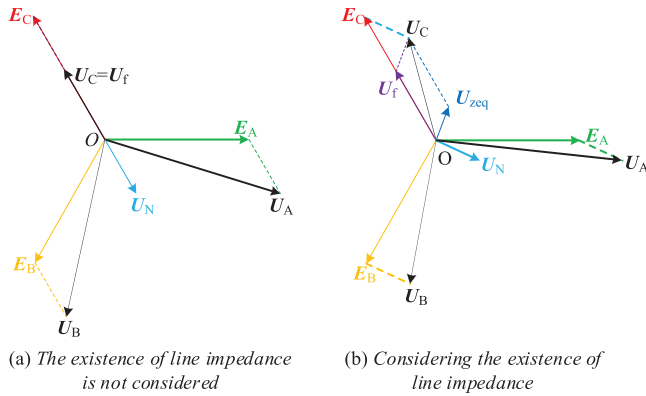 E_C
U_C=U_f
O
E_A
U_N
U_A
E_B
U_B
(a) The existence of line impedance
is not considered
E_C
U_C
U_f
U_zeq
E_A
O
U_N
U_A
E_B
U_B
(b) Considering the existence of
line impedance